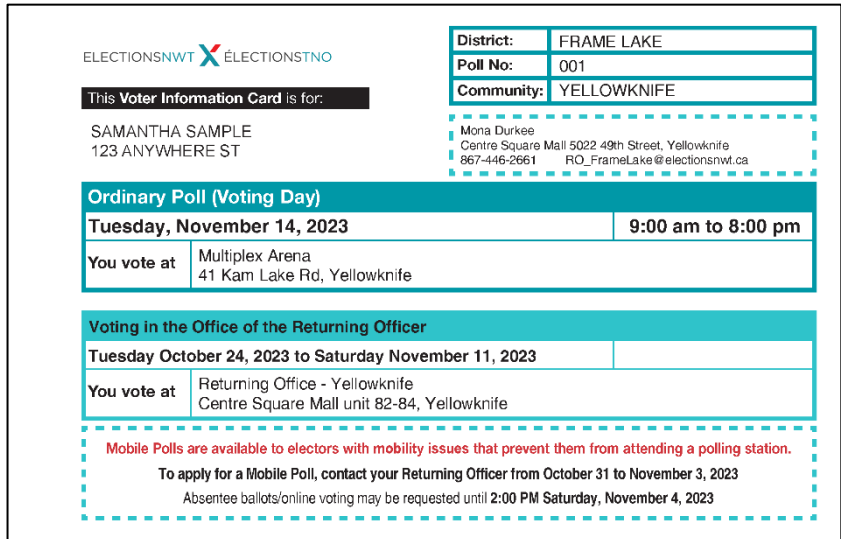 ELECTIONSNWT ÉLECTIONSTNO
District: FRAME LAKE
Poll No: 001
Community: YELLOWKNIFE
This Voter Information Card is for:
SAMANTHA SAMPLE
123 ANYWHERE ST
Mona Durkee
Centre Square Mall 5022 49th Street, Yellowknife
867-446-2661 RO_FrameLake@electionsnwt.ca
Ordinary Poll (Voting Day)
Tuesday, November 14, 2023 9:00 am to 8:00 pm
You vote at Multiplex Arena
41 Kam Lake Rd, Yellowknife
Voting in the Office of the Returning Officer
Tuesday October 24, 2023 to Saturday November 11, 2023
You vote at Returning Office - Yellowknife
Centre Square Mall unit 82-84, Yellowknife
Mobile Polls are available to electors with mobility issues that prevent them from attending a polling station.
To apply for a Mobile Poll, contact your Returning Officer from October 31 to November 3, 2023
Absentee ballots/online voting may be requested until 2:00 PM Saturday, November 4, 2023